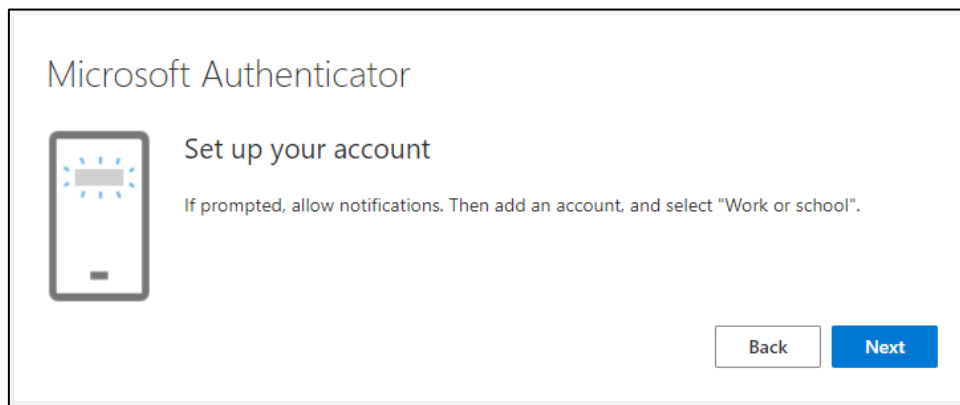 Microsoft Authenticator
Set up your account
If prompted, allow notifications. Then add an account, and select "Work or school".
Back
Next